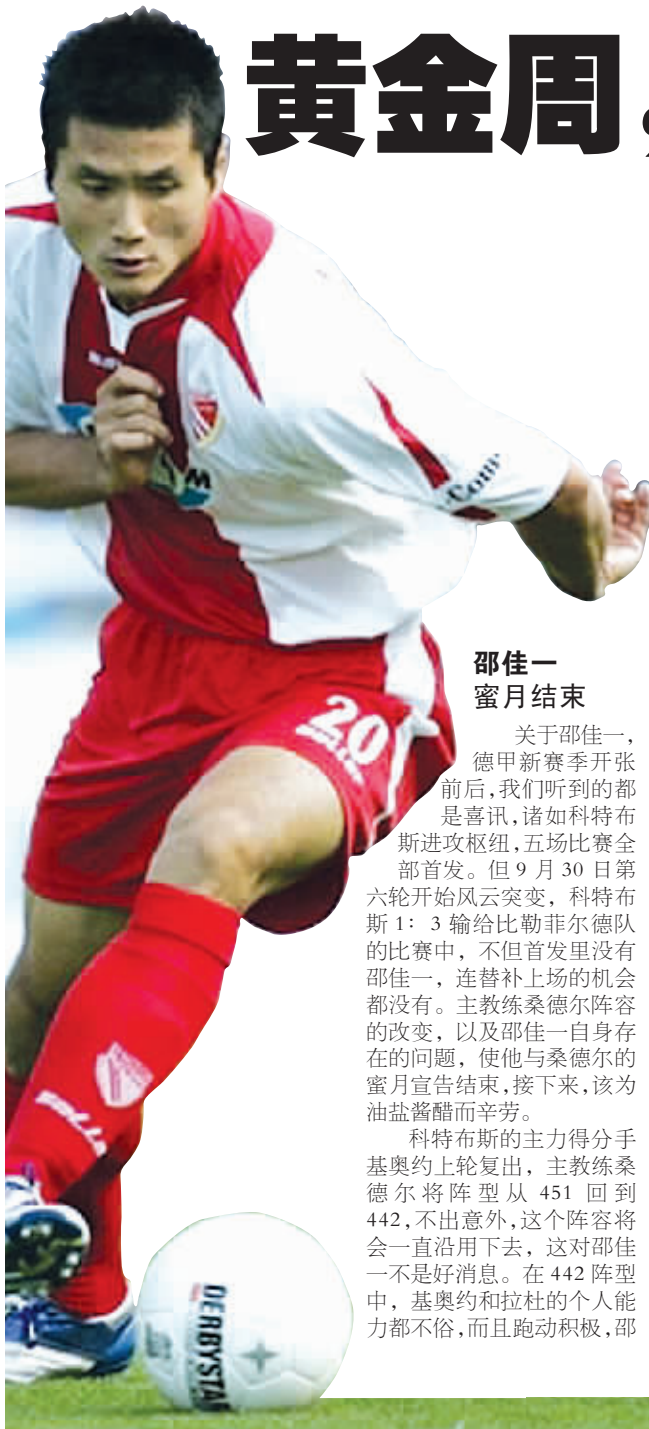 黄金周，
Com
20
DERBYSTAR
邵佳一
蜜月结束
关于邵佳一，
德甲新赛季开张
前后，我们听到的都
是喜讯，诸如科特布
斯进攻枢纽，五场比赛全
部首发。但 9 月 30 日第
六轮开始风云突变，科特布
斯 1：3 输给比勒菲尔德队
的比赛中，不但首发里没有
邵佳一，连替补上场的机会
都没有。主教练桑德尔阵容
的改变，以及邵佳一自身存
在的问题，使他与桑德尔的
蜜月宣告结束，接下来，该为
油盐酱醋而辛劳。
科特布斯的主力得分手
基奥约上轮复出，主教练桑
德尔将阵型从 451 回到
442，不出意外，这个阵容将
会一直沿用下去，这对邵佳
一不是好消息。在 442 阵型
中，基奥约和拉杜的个人能
力都不俗，而且跑动积极，邵